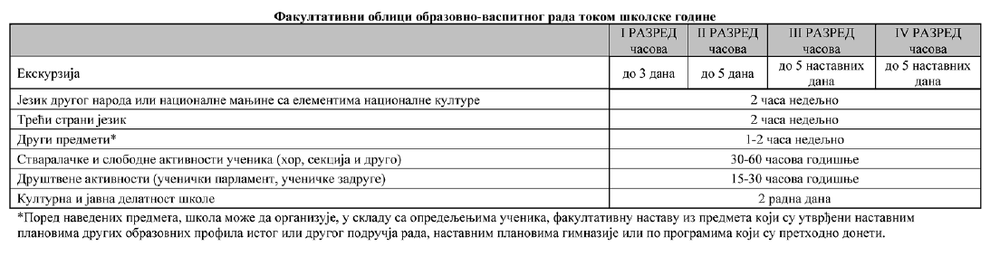 Факултативни облици образовно-васпитног рада током школске године
I РАЗРЕД часова II РАЗРЕД часова III РАЗРЕД часова IV РАЗРЕД часова
Екскурзија до 3 дана до 5 дана до 5 наставних дана до 5 наставних дана
Језик другог народа или националне мањине са елементима националне културе 2 часа недељно
Трећи страни језик 2 часа недељно
Други предмети* 1-2 часа недељно
Стваралачке и слободне активности ученика (хор, секција и друго) 30-60 часова годишње
Друштвене активности (ученички парламент, ученичке задруге) 15-30 часова годишње
Културна и јавна делатност школе 2 радна дана
*Поред наведених предмета, школа може да организује, у складу са опредељењима ученика, факултативну наставу из предмета који су утврђени наставним
плановима других образовних профила истог или другог подручја рада, наставним плановима гимназије или по програмима који су претходно донети.